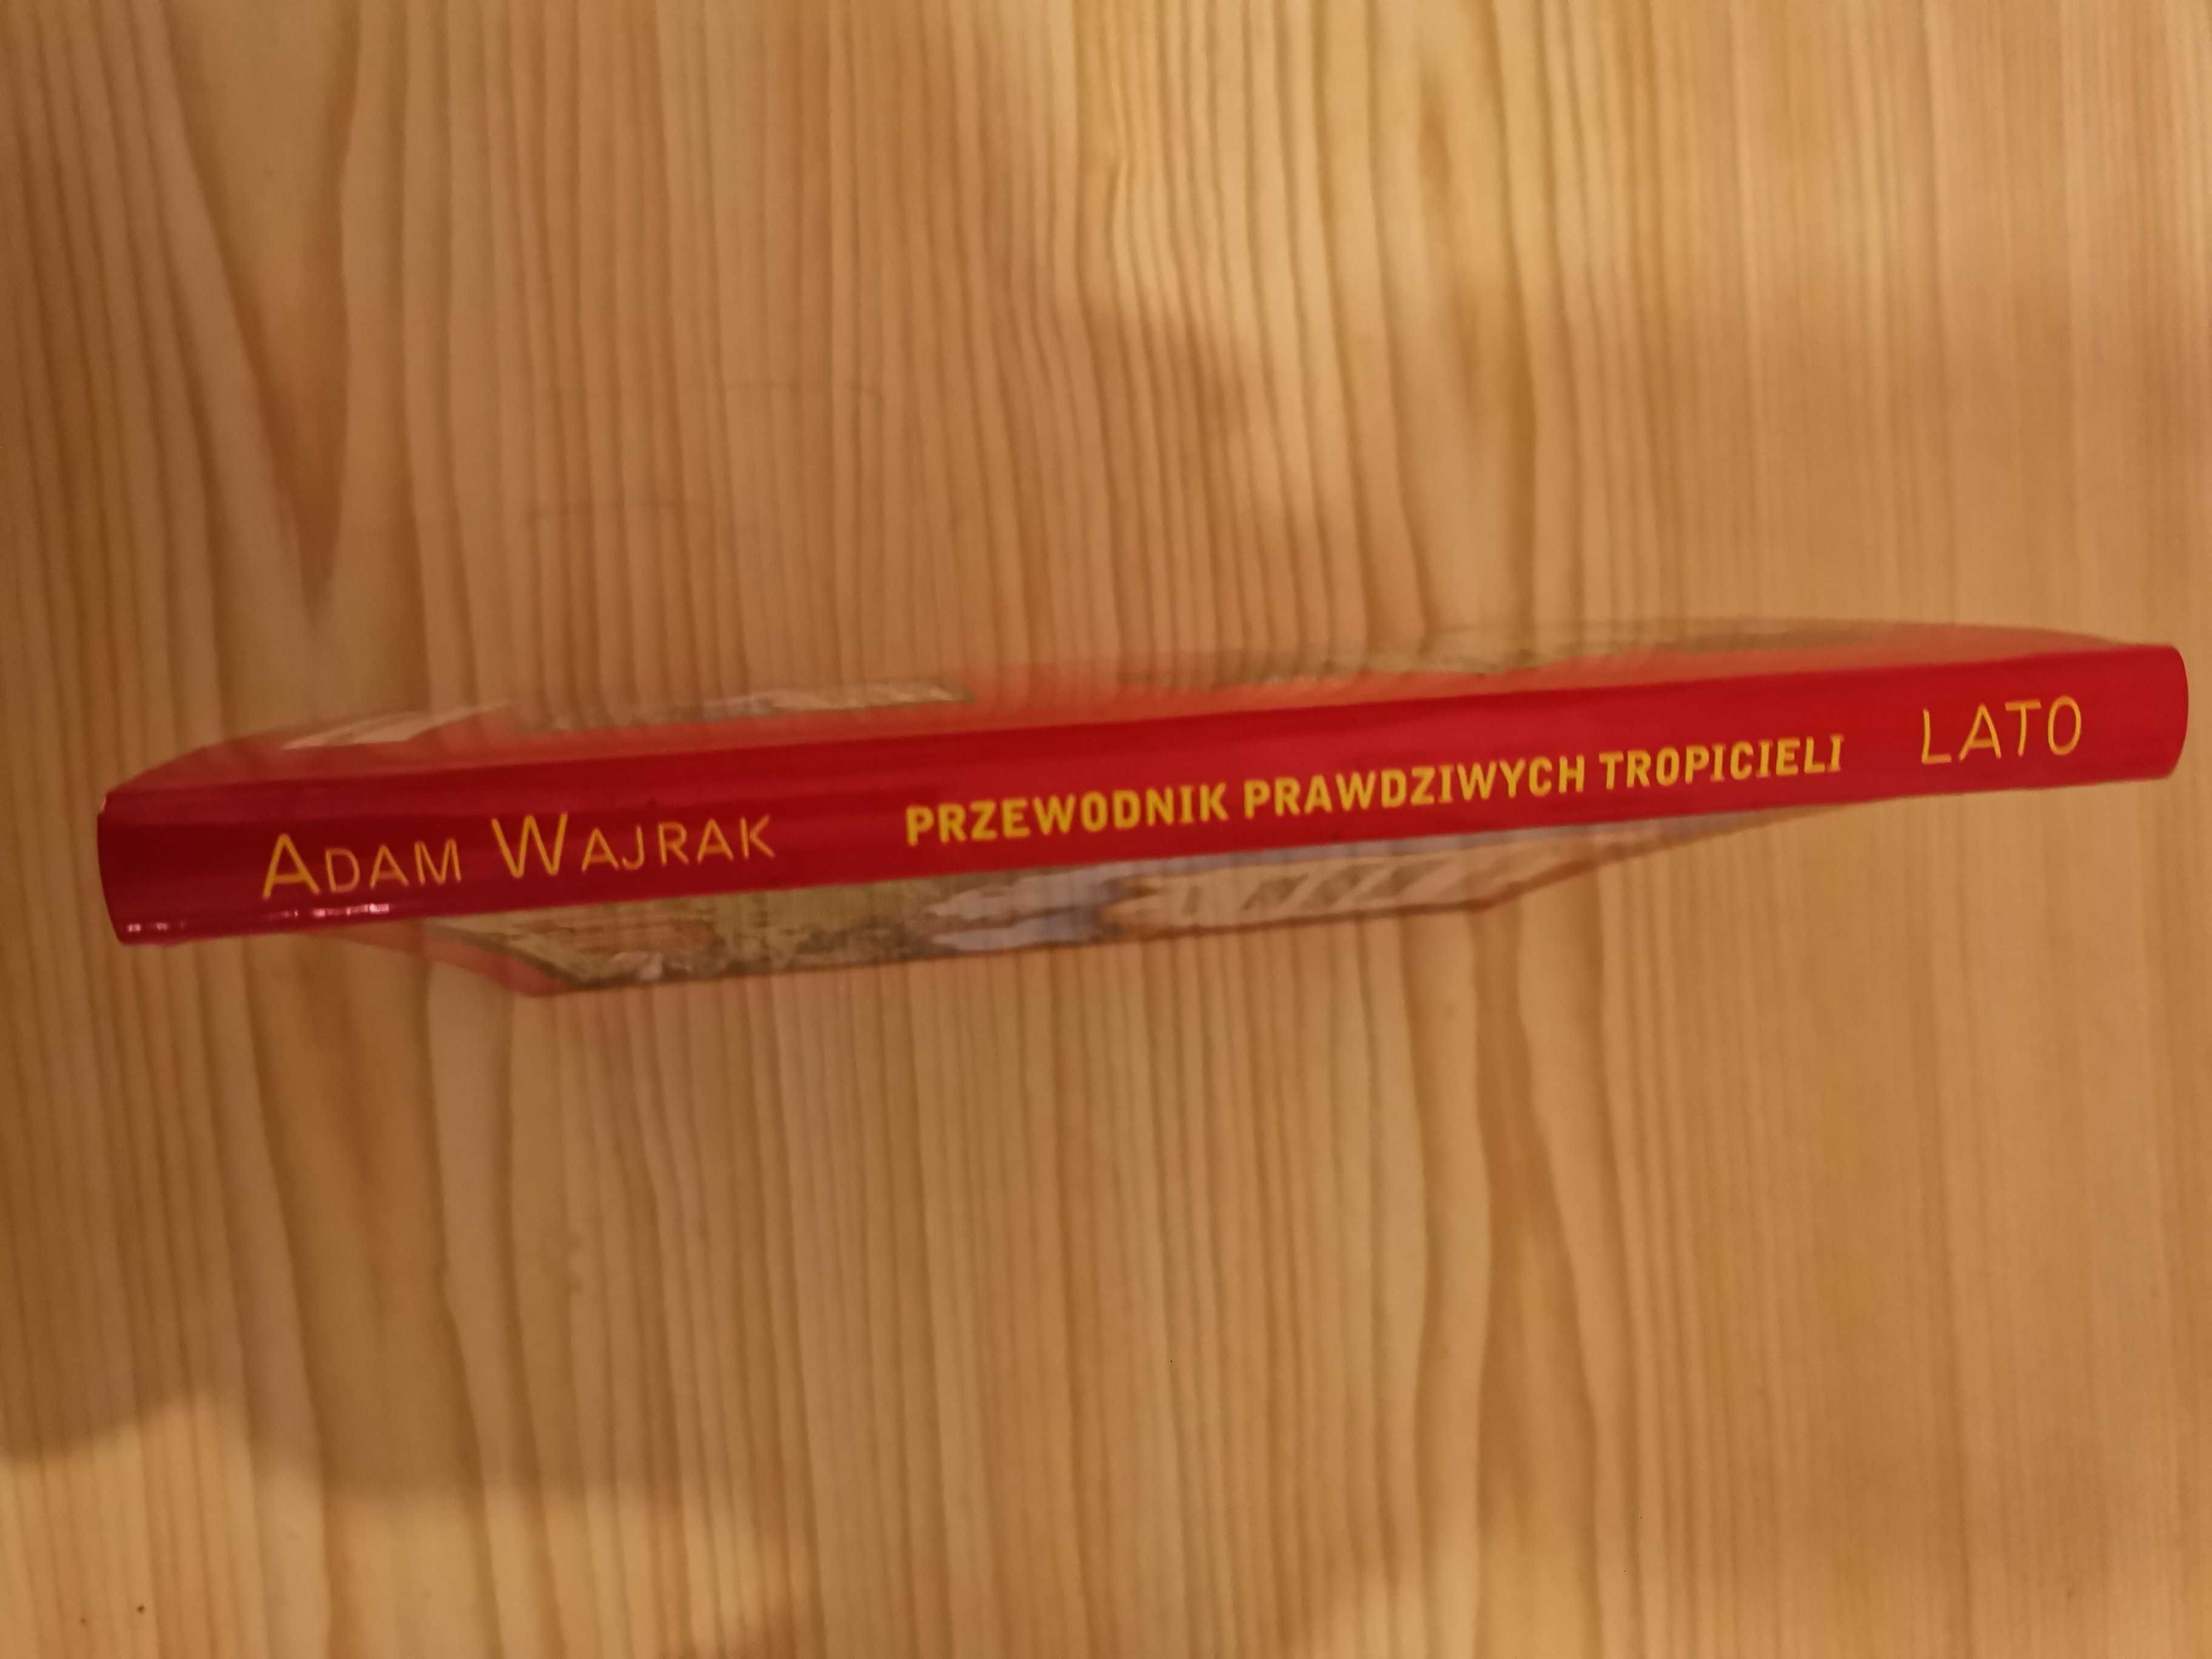 ADAM WAJRAK PRZEWODNIK PRAWDZIWYCH TROPICIELI LATO